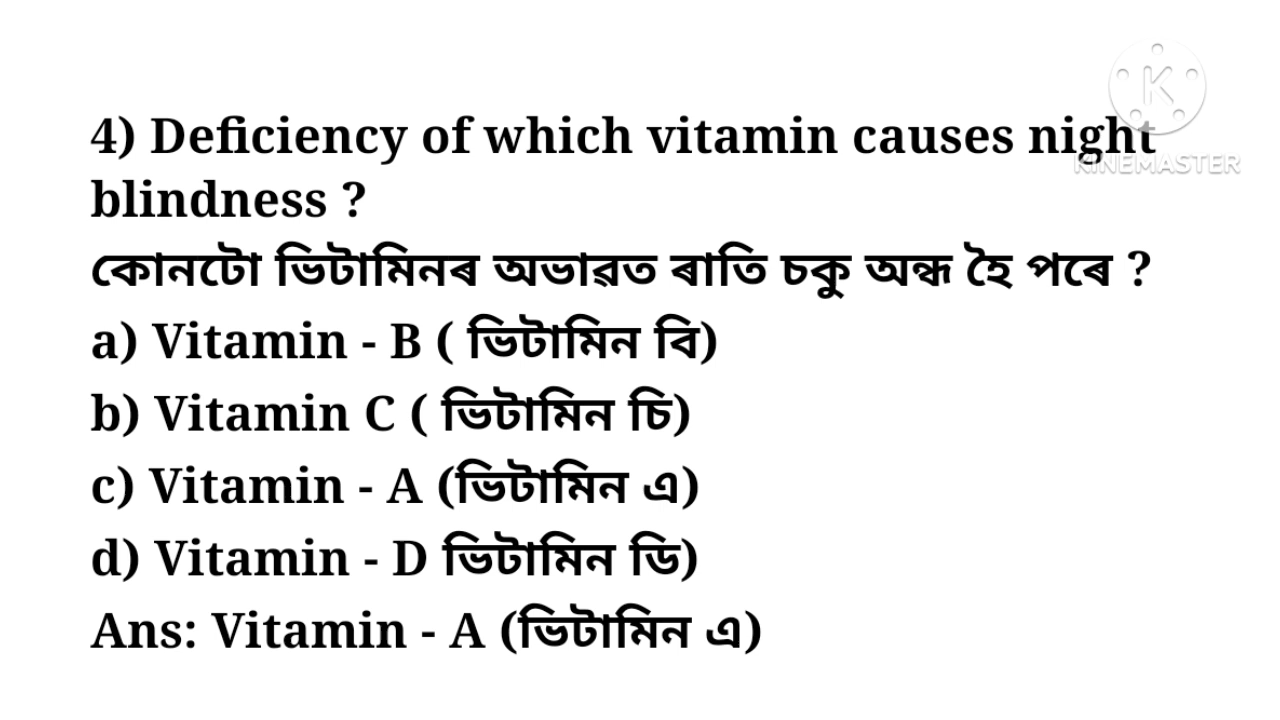 4) Deficiency of which vitamin causes night
blindness ?
কোনটো ভিটামিনৰ অভাৱত ৰাতি চকু অন্ধ হৈ পৰে ?
a) Vitamin - B ( ভিটামিন বি)
b) Vitamin C ( ভিটামিন চি)
c) Vitamin - A (ভিটামিন এ)
d) Vitamin - D ভিটামিন ডি)
Ans: Vitamin - A (ভিটামিন এ)
K
KINEMASTER